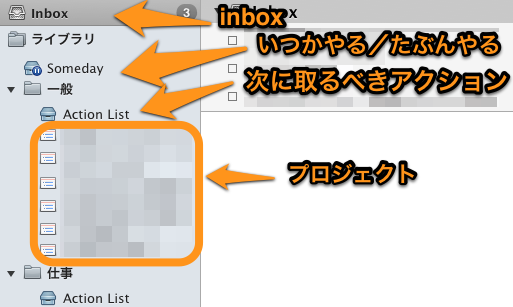 Inbox
3
inbox
ライブラリ
いつかやる／たぶんやる
Someday
次に取るべきアクション
一般
Action List
プロジェクト
仕事
Action List